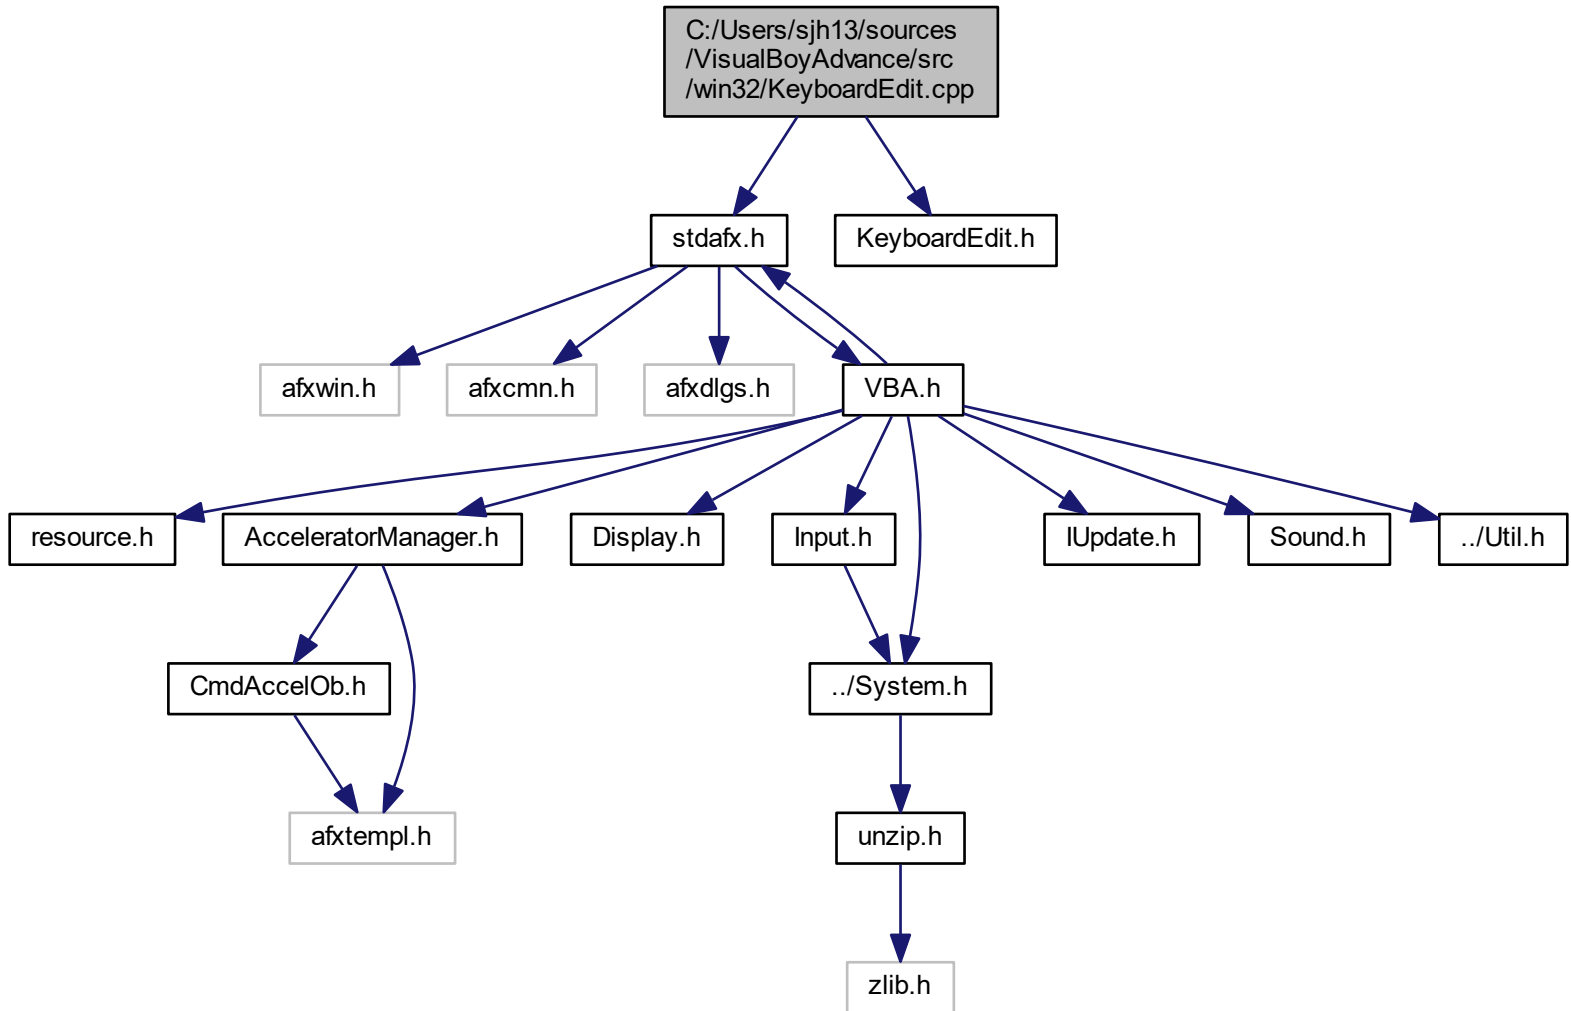 C:/Users/sjh13/sources
/VisualBoyAdvance/src
/win32/KeyboardEdit.cpp
stdafx.h
KeyboardEdit.h
afxwin.h
afxcmn.h
afxdlgs.h
VBA.h
resource.h
AcceleratorManager.h
Display.h
Input.h
IUpdate.h
Sound.h
../Util.h
CmdAccelOb.h
../System.h
afxtempl.h
unzip.h
zlib.h